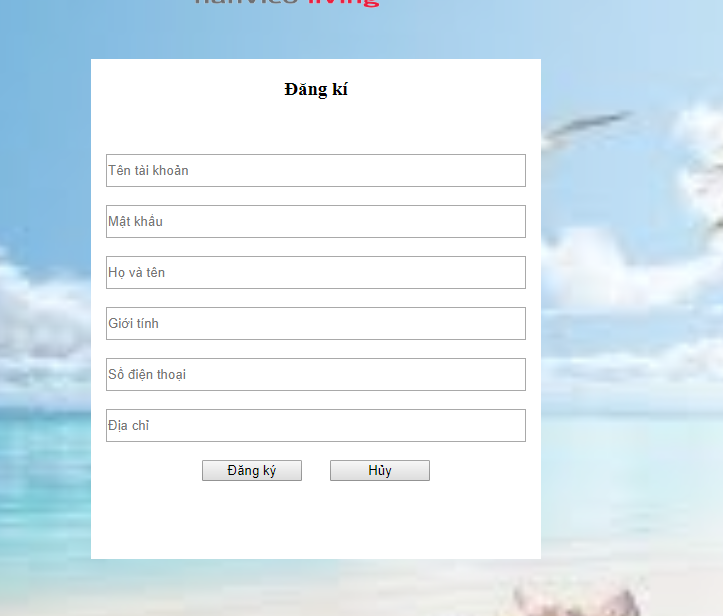 living
Đăng kí
Tên tài khoản
Mật khẩu
Họ và tên
Giới tính
Số điện thoại
Địa chỉ
Đăng ký
Hủy